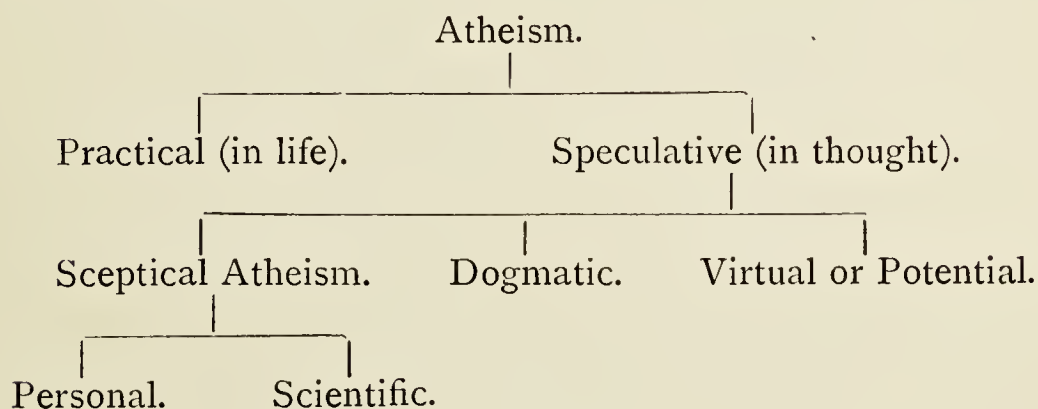 Atheism.
Practical (in life). Speculative (in thought).
Sceptical Atheism. Dogmatic. Virtual or Potential.
Personal. Scientific.